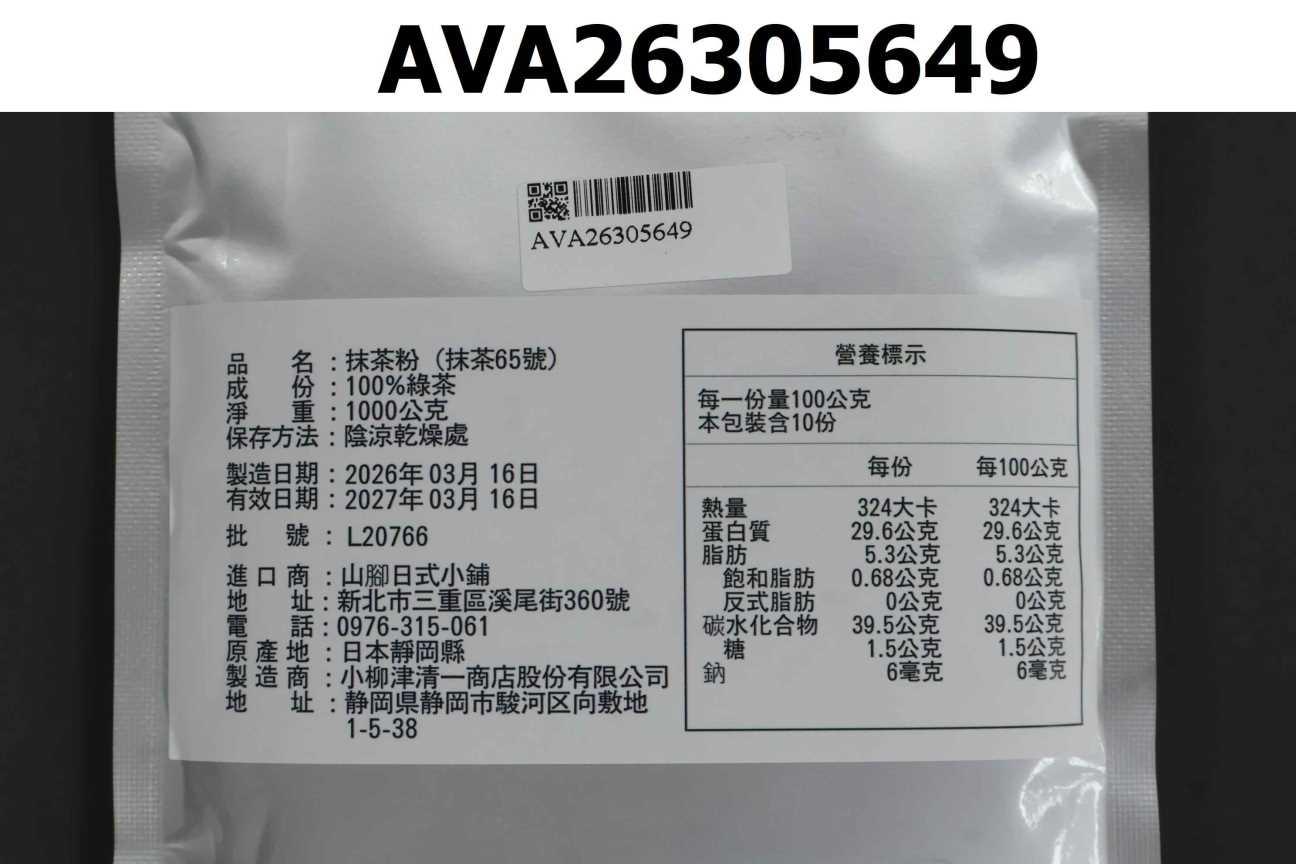 AVA26305649
AVA26305649
品 名：抹茶粉（抹茶65號）
成 份：100%綠茶
淨 重：1000公克
保存方法：陰涼乾燥處
製造日期：2026年 03月 16日
有效日期：2027年 03月 16日
批 號：L20766
進口商：山腳日式小鋪
地 址：新北市三重區溪尾街360號
電 話：0976-315-061
原產地：日本靜岡縣
製造商：小柳津清一商店股份有限公司
地 址：静岡県静岡市駿河区向敷地
1-5-38
營養標示
每一份量100公克
本包裝含10份
每份 每100公克
熱量 324大卡 324大卡
蛋白質 29.6公克 29.6公克
脂肪 5.3公克 5.3公克
飽和脂肪 0.68公克 0.68公克
反式脂肪 0公克 0公克
碳水化合物 39.5公克 39.5公克
糖 1.5公克 1.5公克
鈉 6毫克 6毫克